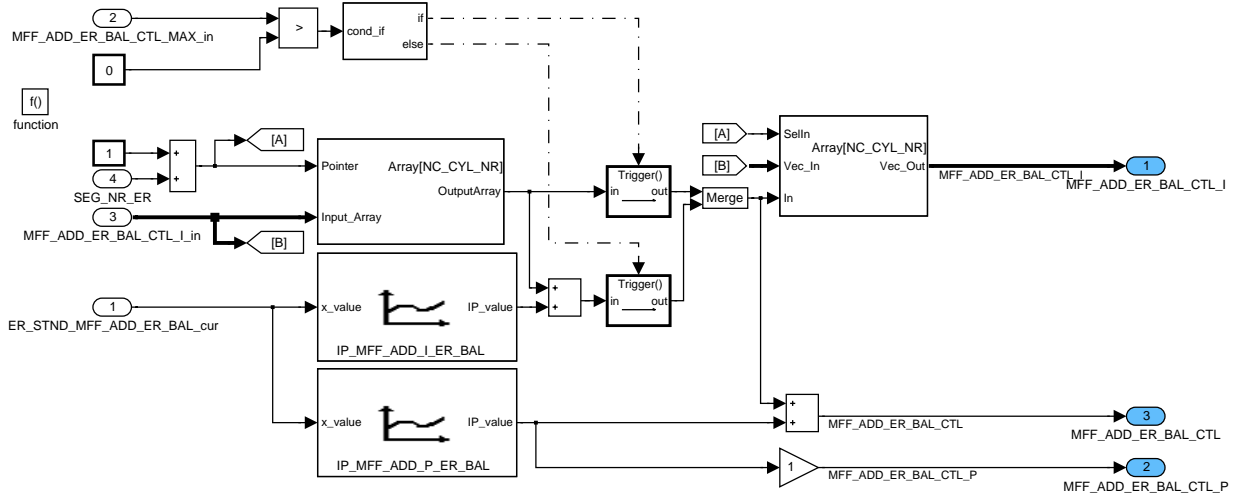 2
MFF_ADD_ER_BAL_CTL_MAX_in
>
cond_if
if
else
0
f()
function
1
+
+
4
SEG_NR_ER
[A]
Pointer
Array[NC_CYL_NR]
OutputArray
Input_Array
3
MFF_ADD_ER_BAL_CTL_I_in
[B]
Trigger()
in
out
Merge
[A]
[B]
SelIn
Array[NC_CYL_NR]
Vec_In
Vec_Out
In
MFF_ADD_ER_BAL_CTL_I
1
MFF_ADD_ER_BAL_CTL_I
1
ER_STND_MFF_ADD_ER_BAL_cur
x_value
IP_value
IP_MFF_ADD_I_ER_BAL
+
+
Trigger()
in
out
x_value
IP_value
IP_MFF_ADD_P_ER_BAL
+
+
MFF_ADD_ER_BAL_CTL
3
MFF_ADD_ER_BAL_CTL
1
MFF_ADD_ER_BAL_CTL_P
2
MFF_ADD_ER_BAL_CTL_P